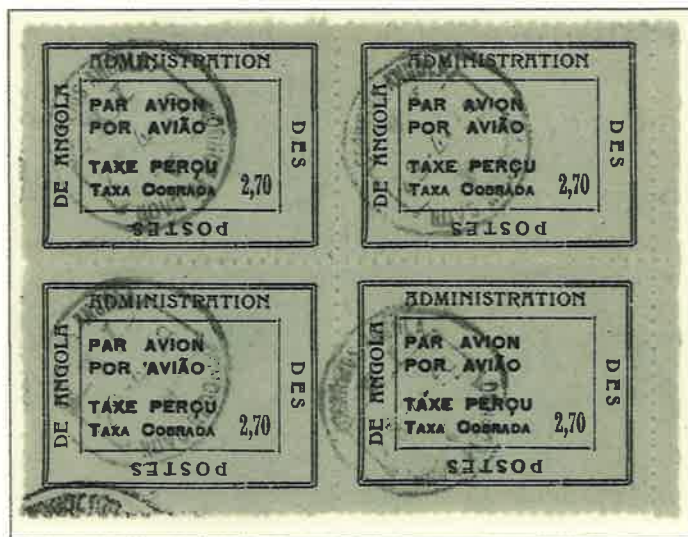 ADMINISTRATION
DES
POSTES
DE ANGOLA
PAR AVION
POR AVIÃO
TAXE PERÇU
TAXA COBRADA 2,70
ADMINISTRATION
DES
POSTES
DE ANGOLA
PAR AVION
POR AVIÃO
TAXE PERÇU
TAXA COBRADA 2,70
ADMINISTRATION
DES
POSTES
DE ANGOLA
PAR AVION
POR AVIÃO
TAXE PERÇU
TAXA COBRADA 2,70
ADMINISTRATION
DES
POSTES
DE ANGOLA
PAR AVION
POR AVIÃO
TAXE PERÇU
TAXA COBRADA 2,70